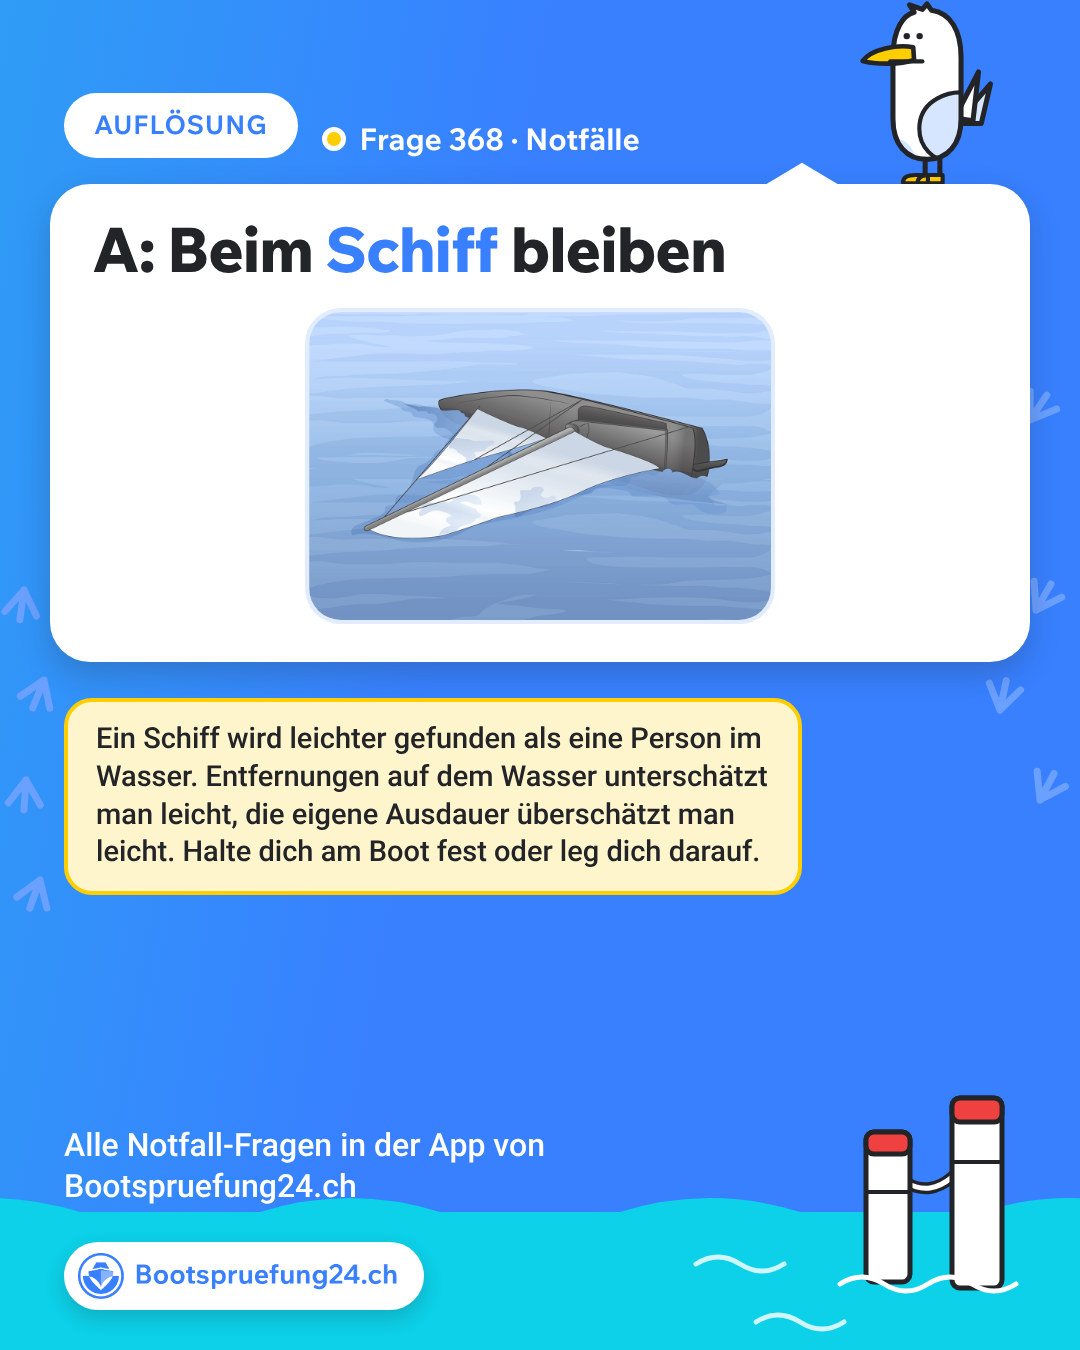 AUFLÖSUNG
Frage 368 · Notfälle
A: Beim Schiff bleiben
Ein Schiff wird leichter gefunden als eine Person im
Wasser. Entfernungen auf dem Wasser unterschätzt
man leicht, die eigene Ausdauer überschätzt man
leicht. Halte dich am Boot fest oder leg dich darauf.
Alle Notfall-Fragen in der App von
Bootspruefung24.ch
Bootspruefung24.ch